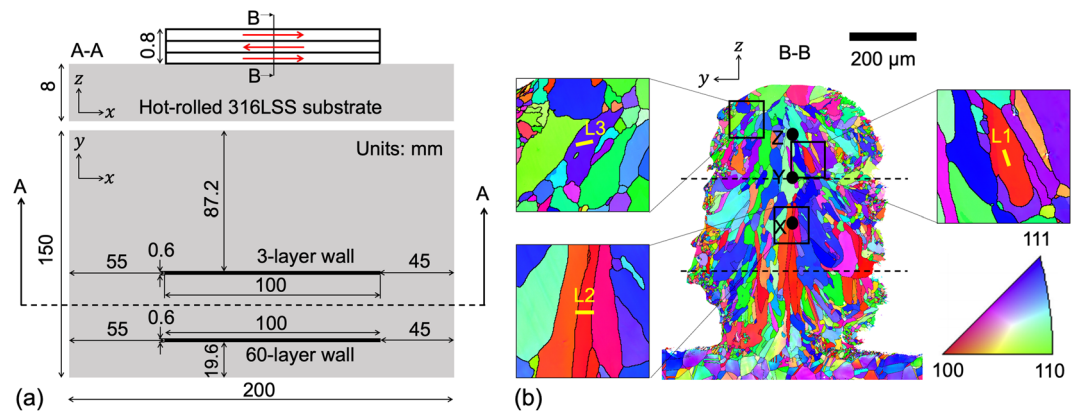 B
A-A
0.8
B
8
z
x
Hot-rolled 316LSS substrate
y
x
Units: mm
A
A
87.2
150
55
0.6
3-layer wall
45
100
55
0.6
100
45
60-layer wall
19.6
(a)
200
B-B
200 µm
z
y
L3
Z
L1
Y
X
L2
111
100
110
(b)